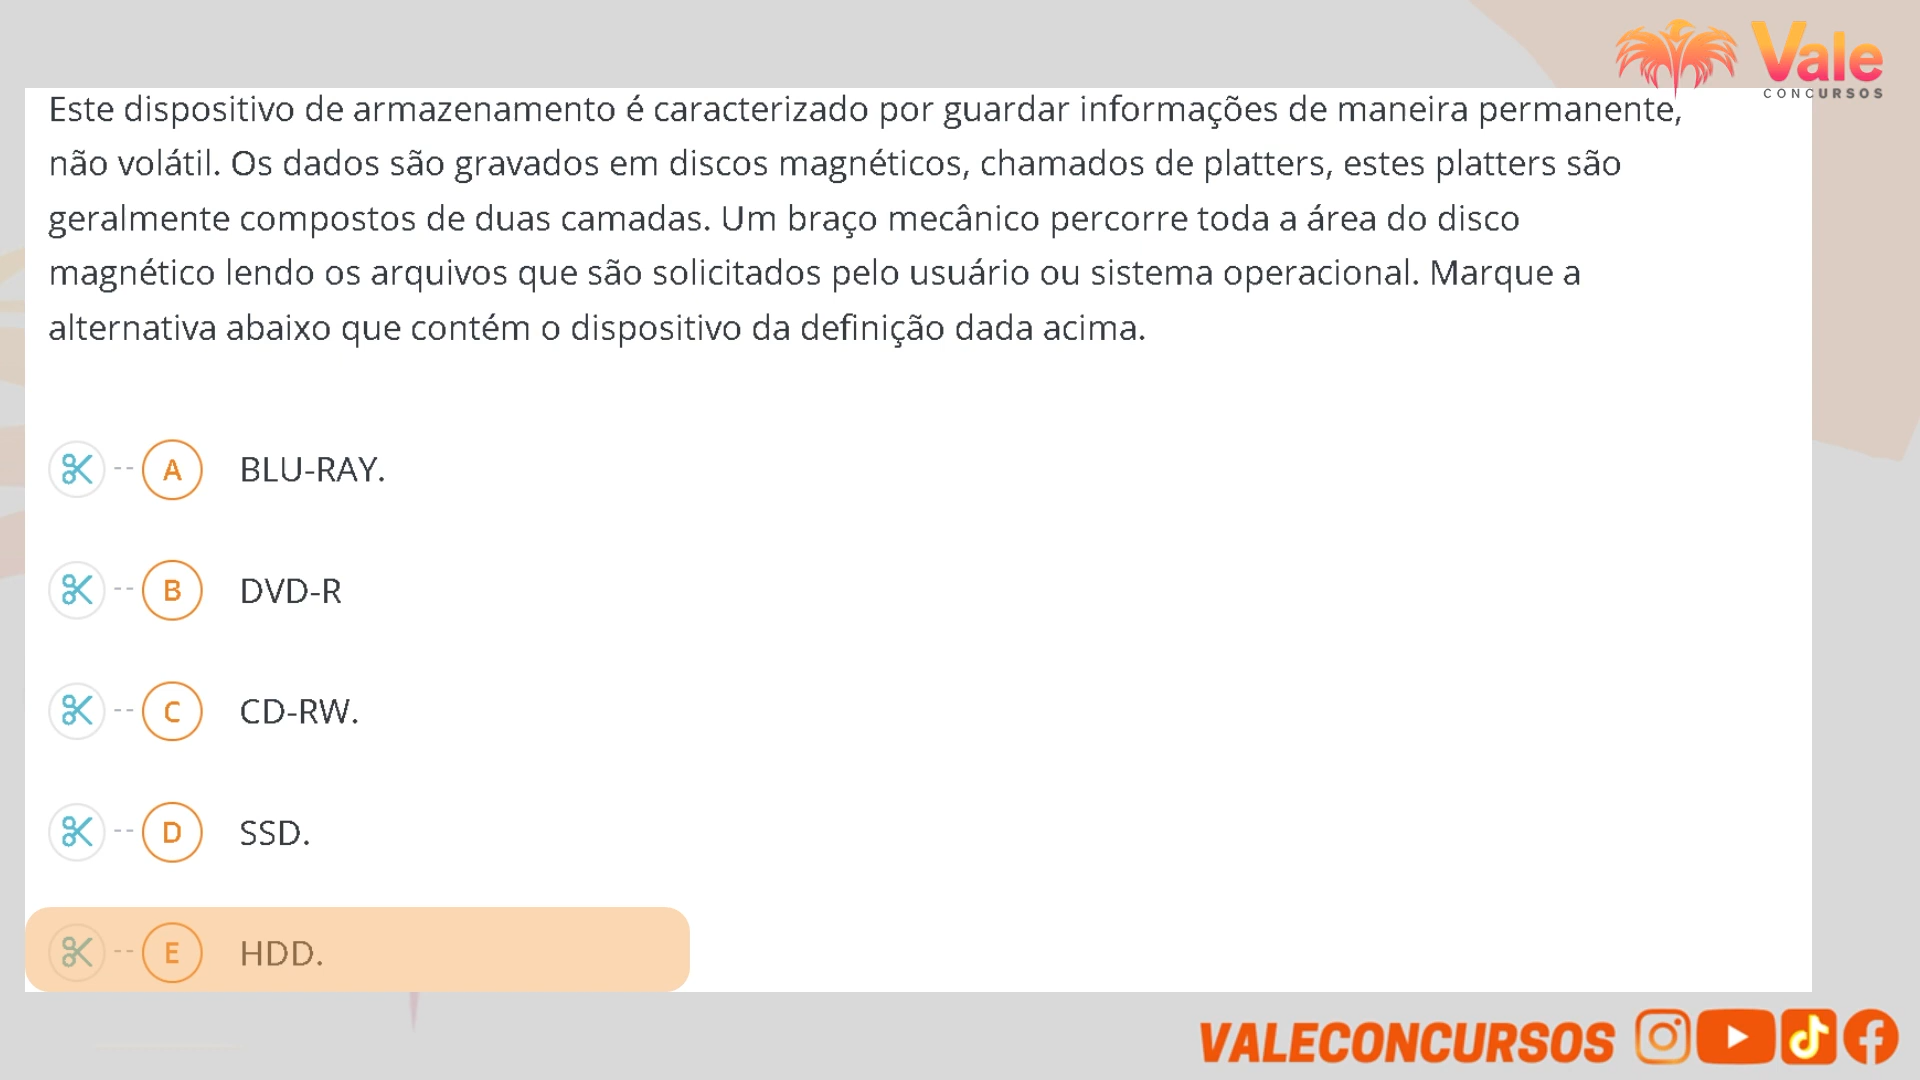 Vale
CONCURSOS
Este dispositivo de armazenamento é caracterizado por guardar informações de maneira permanente,
não volátil. Os dados são gravados em discos magnéticos, chamados de platters, estes platters são
geralmente compostos de duas camadas. Um braço mecânico percorre toda a área do disco
magnético lendo os arquivos que são solicitados pelo usuário ou sistema operacional. Marque a
alternativa abaixo que contém o dispositivo da definição dada acima.
A BLU-RAY.
B DVD-R
C CD-RW.
D SSD.
E HDD.
VALECONCURSOS